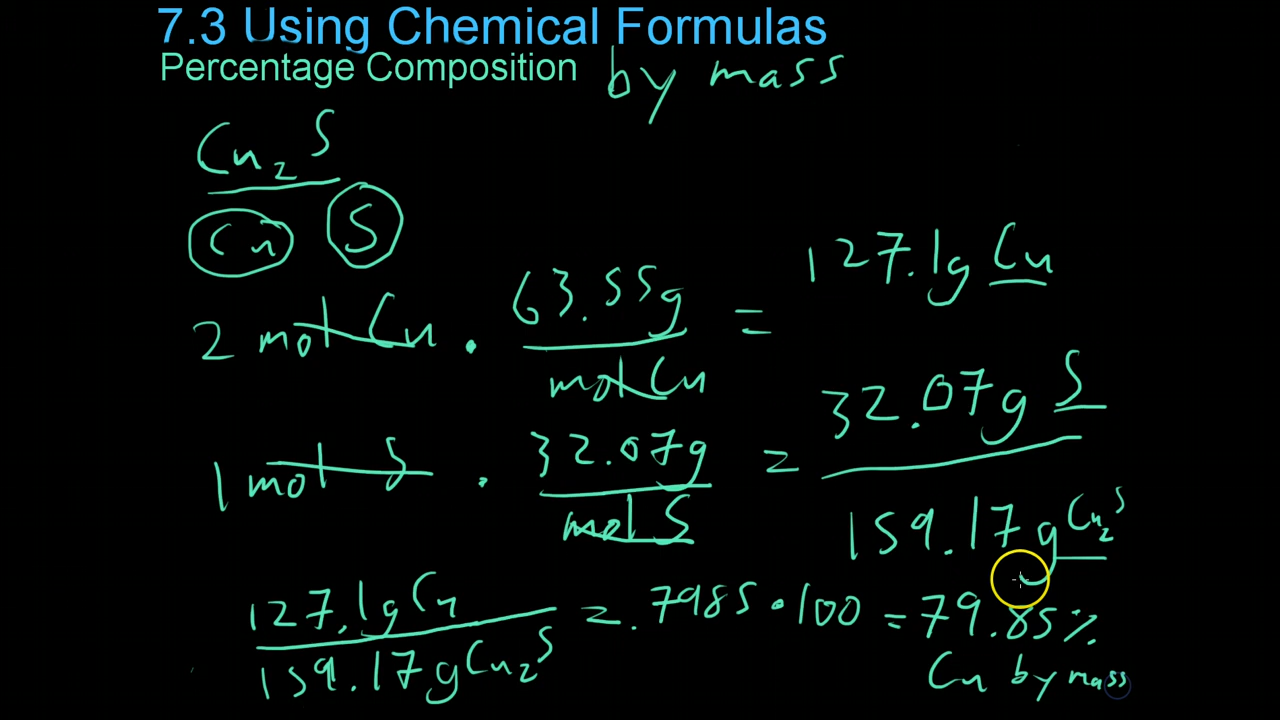 7.3 Using Chemical Formulas
Percentage Composition by mass
Cu₂S
Cu S
2 mol Cu · 63.55g / mol Cu = 127.1g Cu
1 mol S · 32.07g / mol S = 32.07g S
159.17g Cu₂S
127.1g Cu / 159.17g Cu₂S = .7985 · 100 = 79.85%
Cu by mass